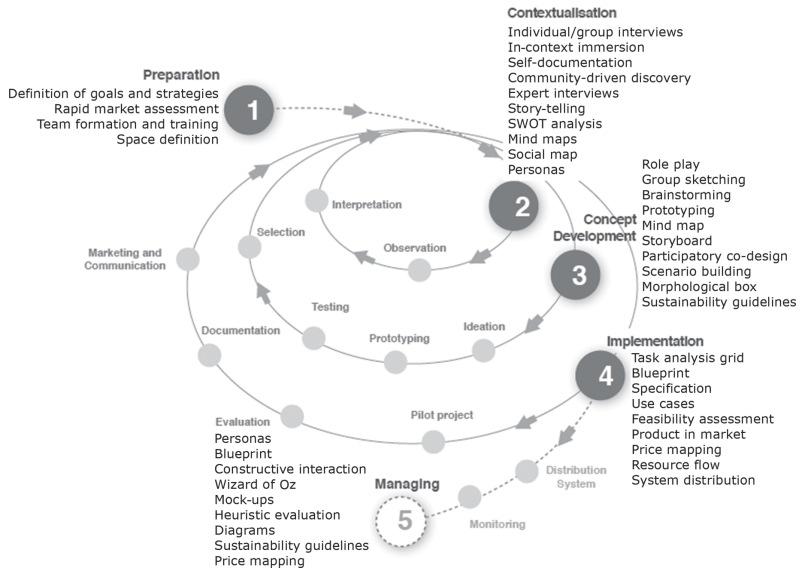 Contextualisation
Individual/group interviews
In-context immersion
Self-documentation
Community-driven discovery
Expert interviews
Story-telling
SWOT analysis
Mind maps
Social map
Personas
Preparation
Definition of goals and strategies
Rapid market assessment
Team formation and training
Space definition
1
2
Interpretation
Observation
Concept
Development
Role play
Group sketching
Brainstorming
Prototyping
Mind map
Storyboard
Participatory co-design
Scenario building
Morphological box
Sustainability guidelines
3
Selection
Testing
Prototyping
Ideation
Marketing and
Communication
Documentation
Implementation
Task analysis grid
Blueprint
Specification
Use cases
Feasibility assessment
Product in market
Price mapping
Resource flow
System distribution
4
Pilot project
Evaluation
Personas
Blueprint
Constructive interaction
Wizard of Oz
Mock-ups
Heuristic evaluation
Diagrams
Sustainability guidelines
Price mapping
Managing
5
Distribution
System
Monitoring